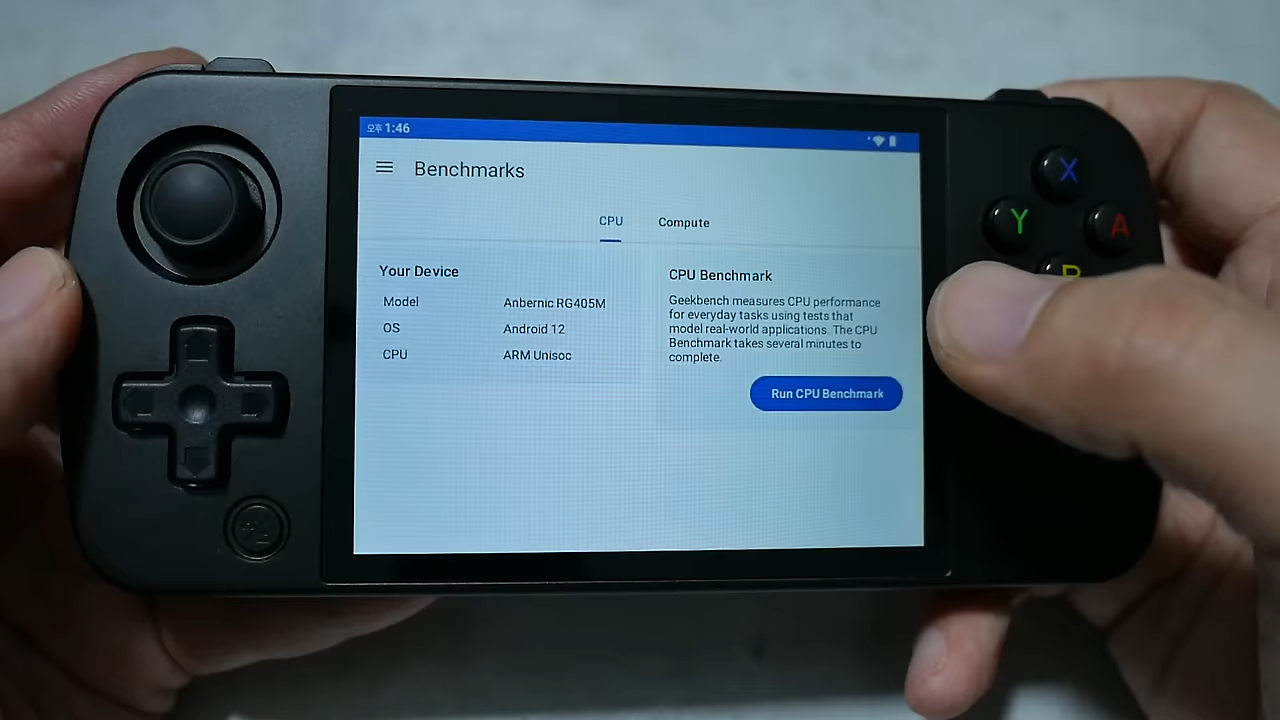 오후 1:46
Benchmarks
CPU Compute
Your Device
Model Anbernic RG405M
OS Android 12
CPU ARM Unisoc
CPU Benchmark
Geekbench measures CPU performance
for everyday tasks using tests that
model real-world applications. The CPU
Benchmark takes several minutes to
complete.
Run CPU Benchmark
X
Y
A
B